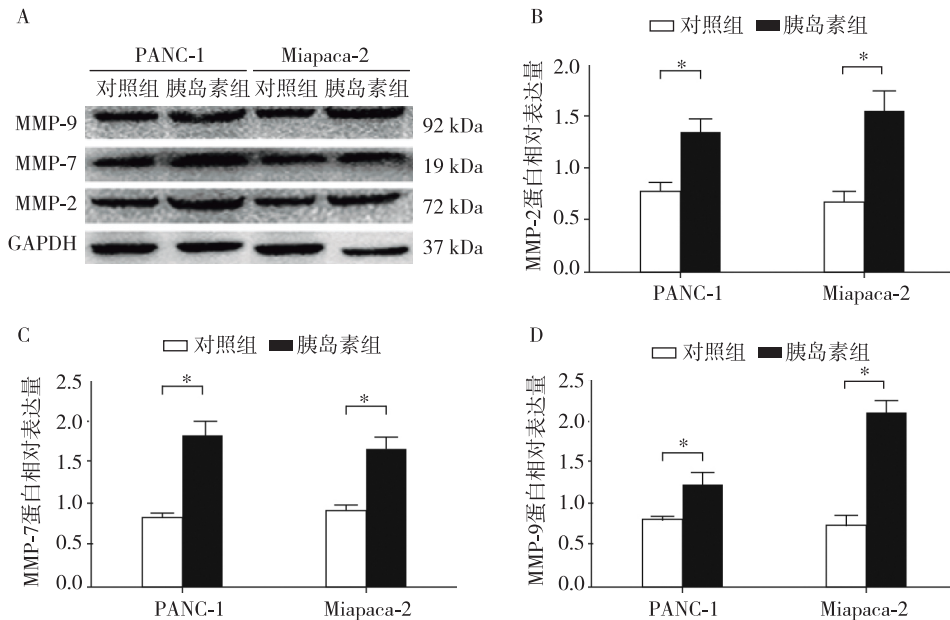 A
PANC-1 Miapaca-2
对照组 胰岛素组 对照组 胰岛素组
MMP-9 92 kDa
MMP-7 19 kDa
MMP-2 72 kDa
GAPDH 37 kDa
B
对照组 胰岛素组
MMP-2蛋白相对表达量
2.0
1.5
1.0
0.5
0.0
* *
PANC-1 Miapaca-2
C
对照组 胰岛素组
MMP-7蛋白相对表达量
2.5
2.0
1.5
1.0
0.5
0.0
* *
PANC-1 Miapaca-2
D
对照组 胰岛素组
MMP-9蛋白相对表达量
2.5
2.0
1.5
1.0
0.5
0.0
* *
PANC-1 Miapaca-2